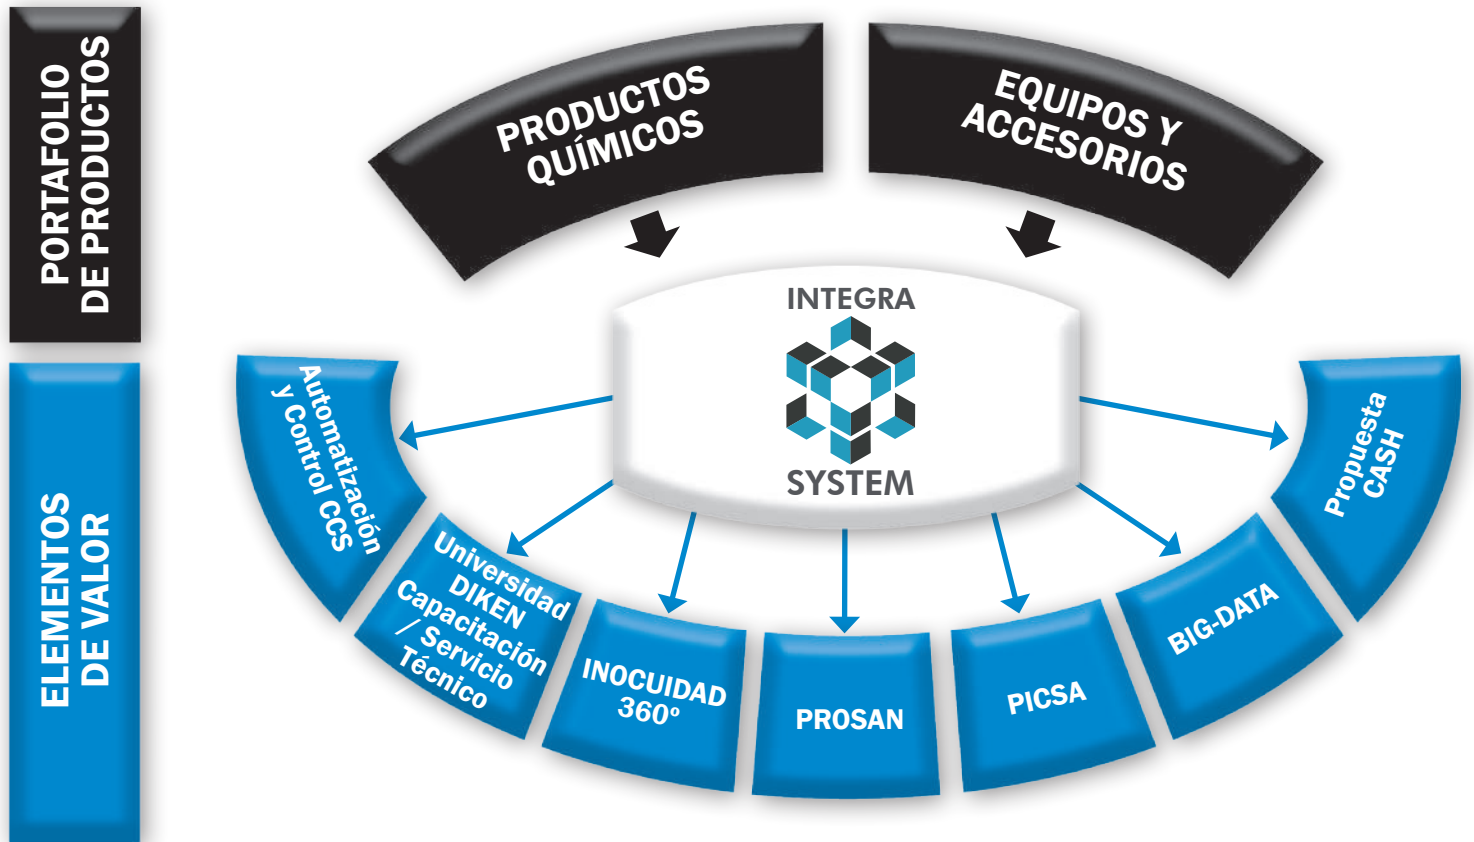 PORTAFOLIO
DE PRODUCTOS
PRODUCTOS
QUÍMICOS
EQUIPOS Y
ACCESORIOS
INTEGRA
SYSTEM
ELEMENTOS
DE VALOR
Automatización
y Control CCS
Universidad
DIKEN
Capacitación
/ Servicio
Técnico
INOCUIDAD
360º
PROSAN
PICSA
BIG-DATA
Propuesta
CASH